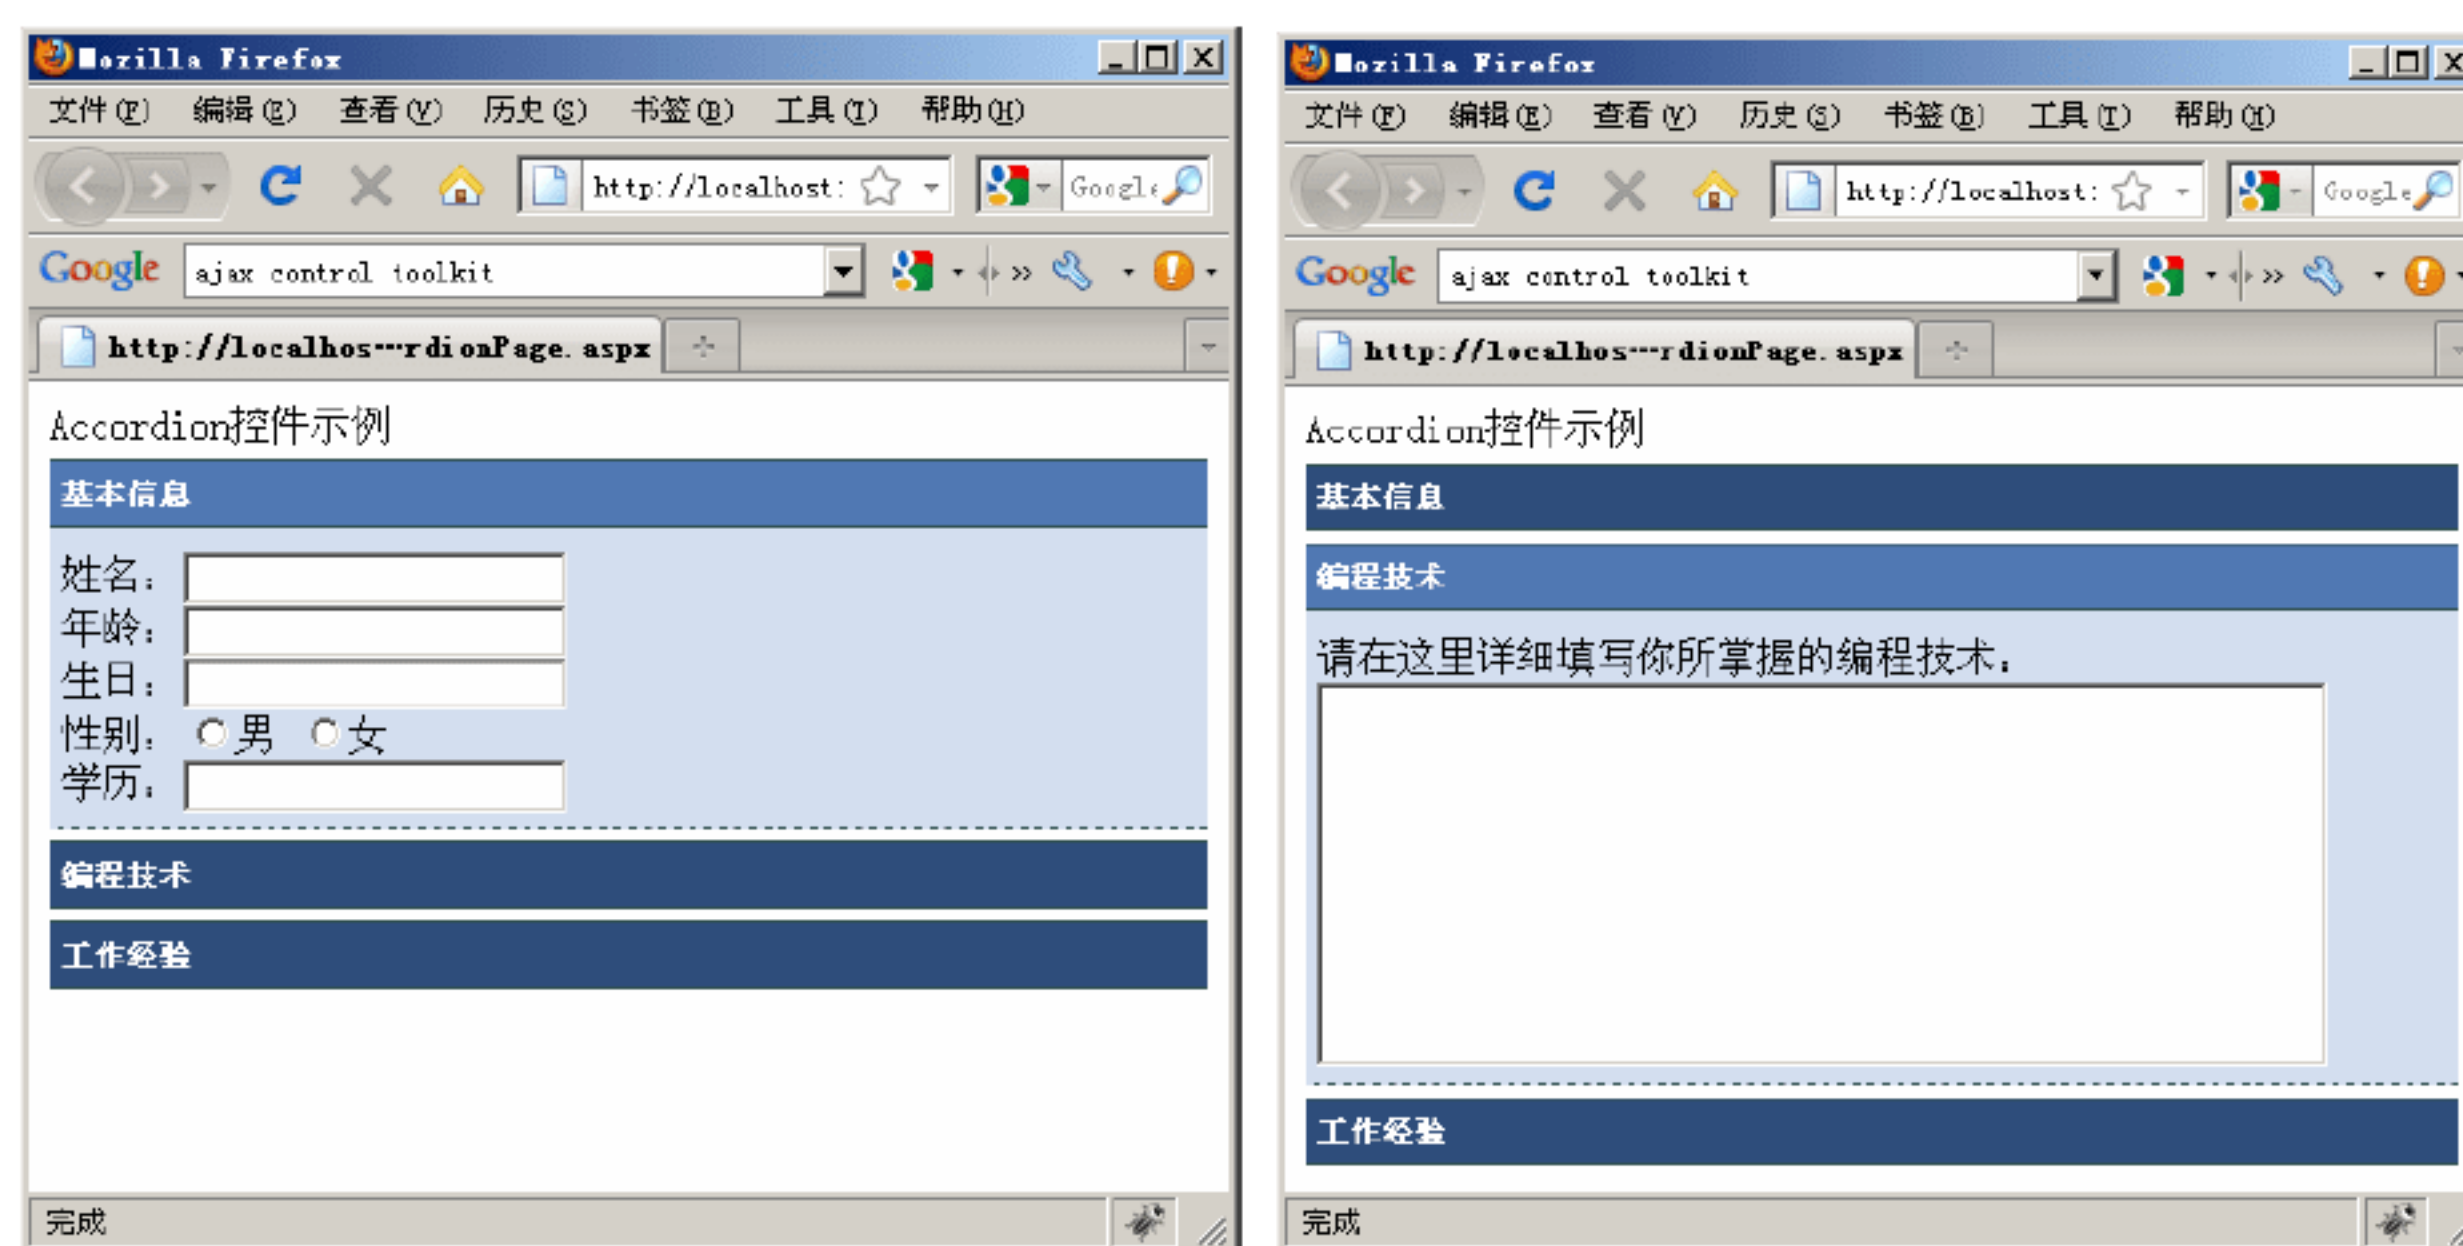 Mozilla Firefox
文件(F) 编辑(E) 查看(V) 历史(S) 书签(B) 工具(T) 帮助(H)
http://localhost: Google
Google ajax control toolkit
http://localhos…rdionPage.aspx
Accordion控件示例
基本信息
姓名：
年龄：
生日：
性别： 男 女
学历：
编程技术
工作经验
完成
Mozilla Firefox
文件(F) 编辑(E) 查看(V) 历史(S) 书签(B) 工具(T) 帮助(H)
http://localhost: Google
Google ajax control toolkit
http://localhos…rdionPage.aspx
Accordion控件示例
基本信息
编程技术
请在这里详细填写你所掌握的编程技术：
工作经验
完成